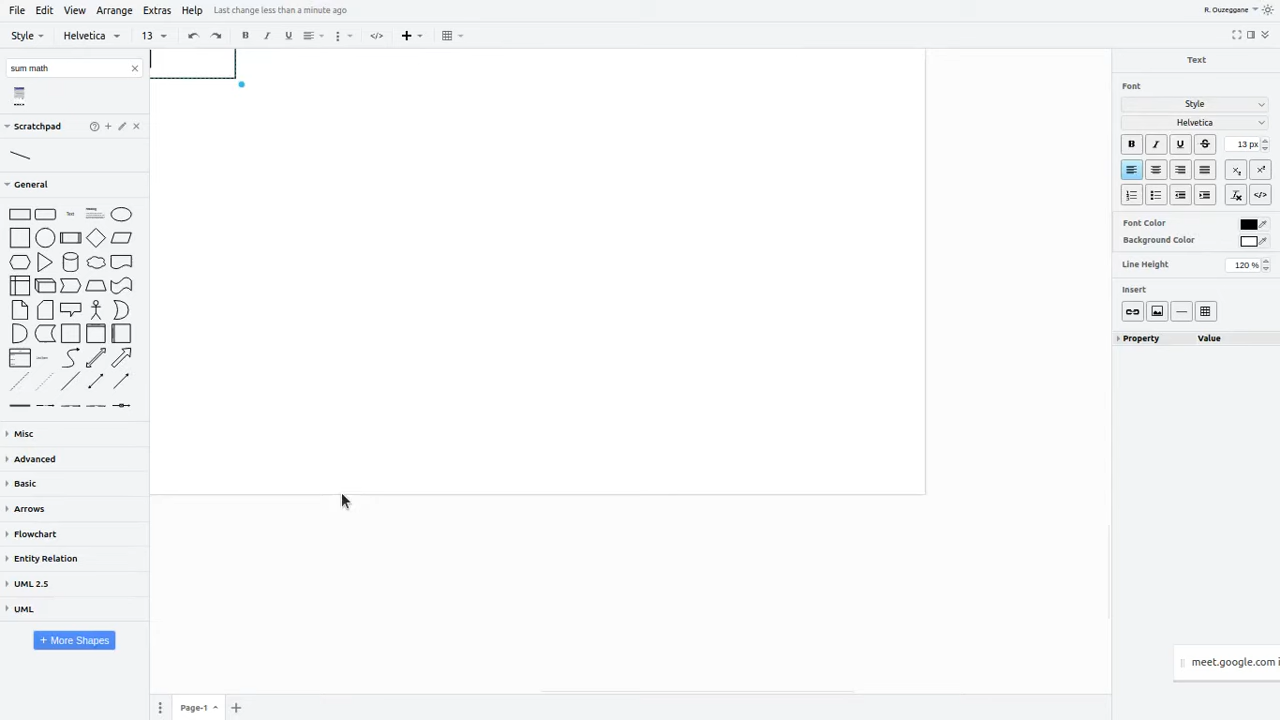 File Edit View Arrange Extras Help Last change less than a minute ago R. Ouzeggane
Style Helvetica 13 B I U
sum math
Scratchpad
General
Text
Misc
Advanced
Basic
Arrows
Flowchart
Entity Relation
UML 2.5
UML
+ More Shapes
Page-1
Text
Font
Style
Helvetica
B I U S 13 px
Font Color
Background Color
Line Height 120 %
Insert
Property Value
meet.google.com i